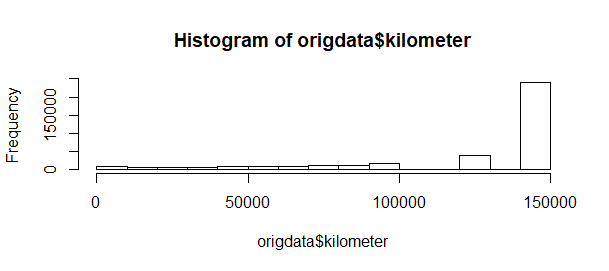 Histogram of origdata$kilometer
Frequency
150000
0
0 50000 100000 150000
origdata$kilometer